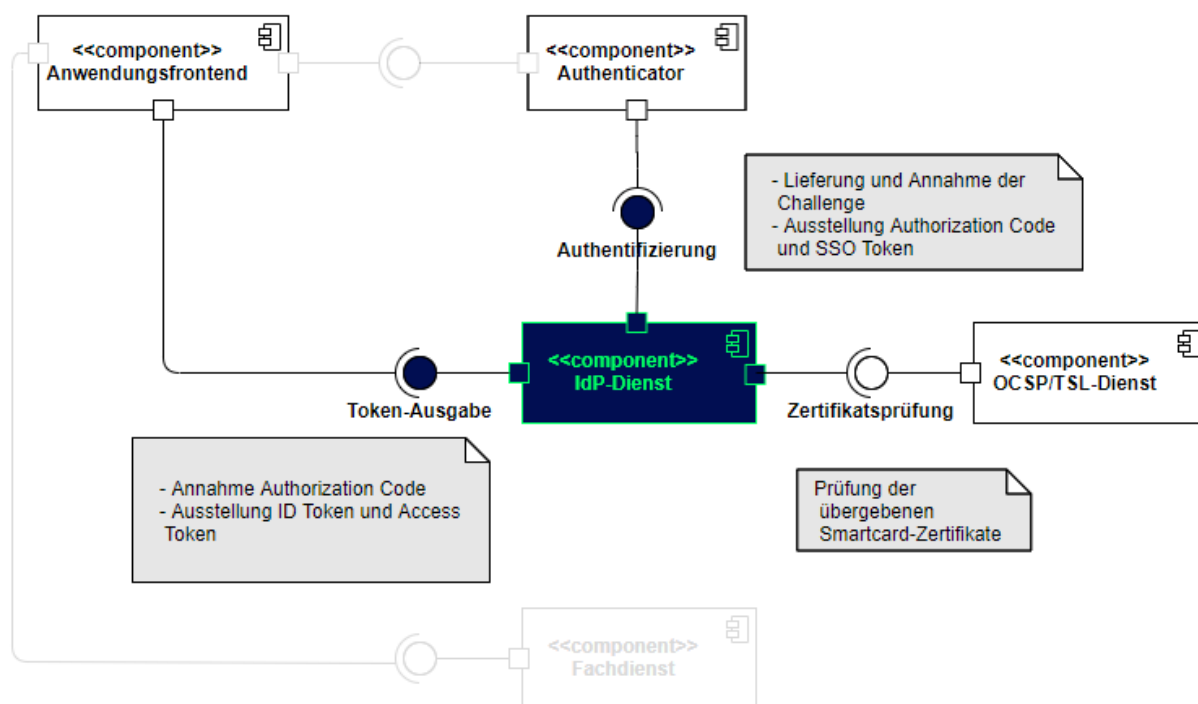 <<component>>
Anwendungsfrontend
<<component>>
Authenticator
- Lieferung und Annahme der
Challenge
- Ausstellung Authorization Code
und SSO Token
Authentifizierung
<<component>>
IdP-Dienst
<<component>>
OCSP/TSL-Dienst
Token-Ausgabe
Zertifikatsprüfung
- Annahme Authorization Code
- Ausstellung ID Token und Access
Token
Prüfung der
übergebenen
Smartcard-Zertifikate
<<component>>
Fachdienst